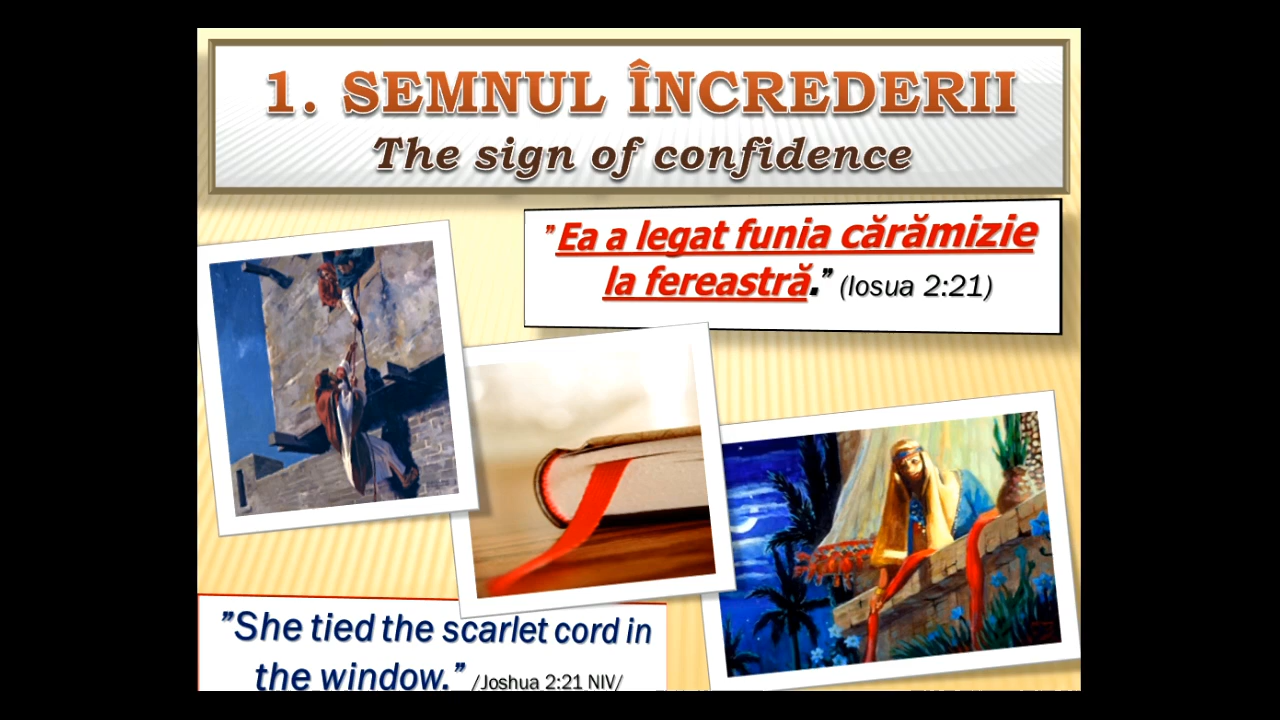 1. SEMNUL ÎNCREDERII
The sign of confidence
”Ea a legat funia cărămizie
la fereastră.” (Iosua 2:21)
”She tied the scarlet cord in
the window.” /Joshua 2:21 NIV/